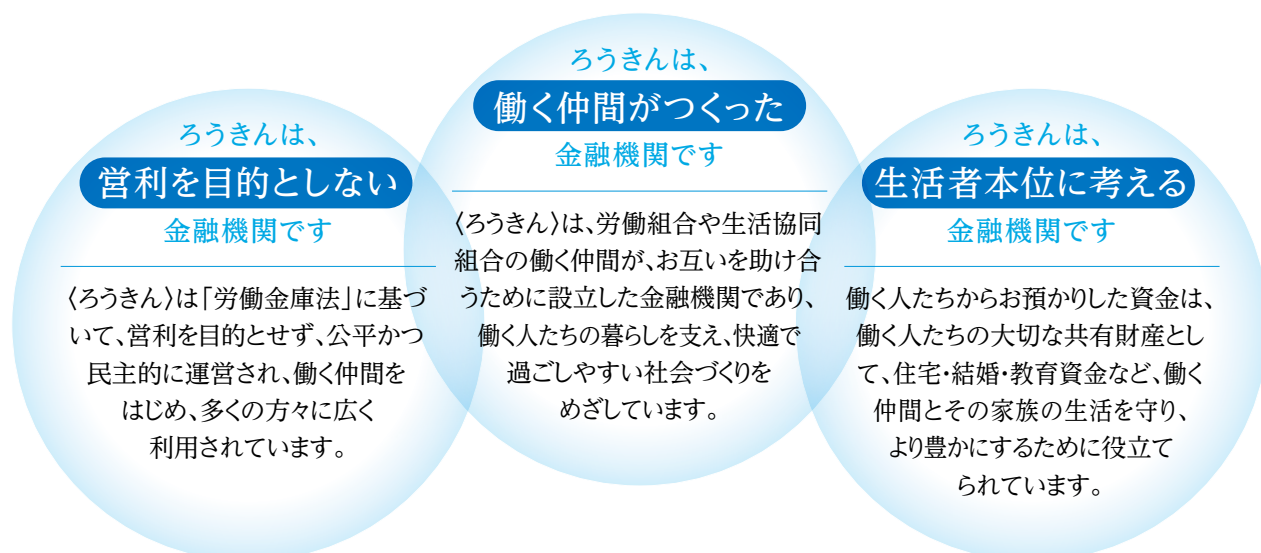 ろうきんは、
営利を目的としない
金融機関です
〈ろうきん〉は「労働金庫法」に基づ
いて、営利を目的とせず、公平かつ
民主的に運営され、働く仲間を
はじめ、多くの方々に広く
利用されています。
ろうきんは、
働く仲間がつくった
金融機関です
〈ろうきん〉は、労働組合や生活協同
組合の働く仲間が、お互いを助け合
うために設立した金融機関であり、
働く人たちの暮らしを支え、快適で
過ごしやすい社会づくりを
めざしています。
ろうきんは、
生活者本位に考える
金融機関です
働く人たちからお預かりした資金は、
働く人たちの大切な共有財産とし
て、住宅・結婚・教育資金など、働く
仲間とその家族の生活を守り、
より豊かにするために役立て
られています。